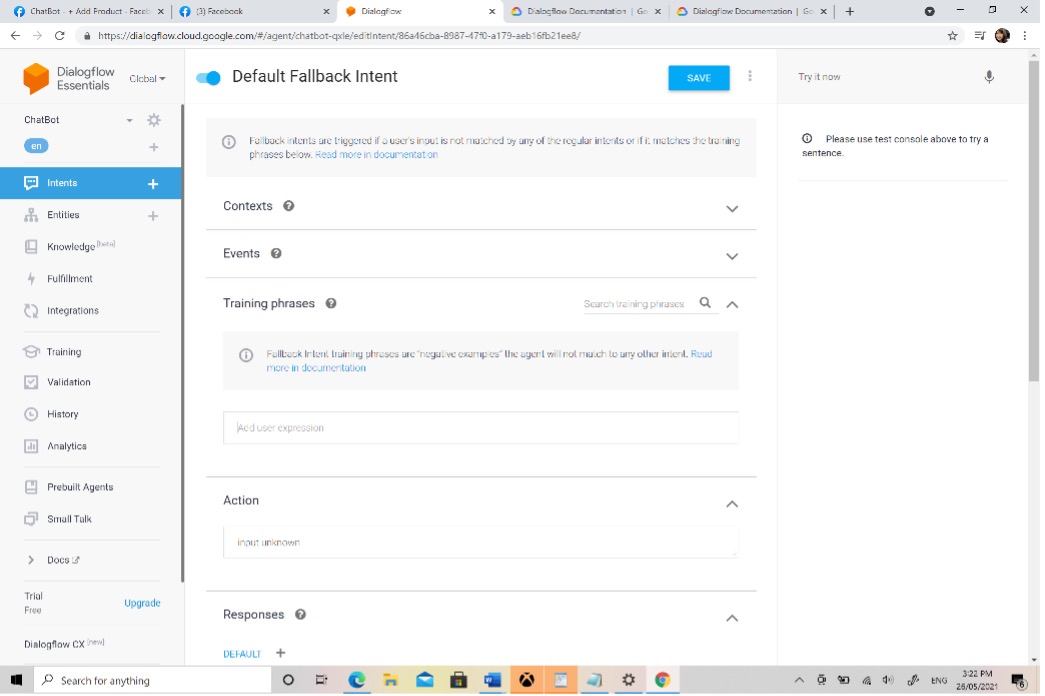 ChatBot - + Add Product - Faceb
(3) Facebook
Dialogflow
Dialogflow Documentation | Go
Dialogflow Documentation | Go
https://dialogflow.cloud.google.com/#/agent/chatbot-qxle/editIntent/86a46cba-8987-47f0-a179-aeb16fb21ee8/
Dialogflow
Essentials
Global
ChatBot
en
Intents
Entities
Knowledge [beta]
Fulfillment
Integrations
Training
Validation
History
Analytics
Prebuilt Agents
Small Talk
Docs
Trial
Free
Upgrade
Dialogflow CX [new]
Default Fallback Intent
SAVE
Fallback intents are triggered if a user's input is not matched by any of the regular intents or if it matches the training
phrases below. Read more in documentation
Contexts
Events
Training phrases
Search training phrases
Fallback Intent training phrases are "negative examples" the agent will not match to any other intent. Read
more in documentation
Add user expression
Action
input.unknown
Responses
DEFAULT
Try it now
Please use test console above to try a
sentence.
Search for anything
ENG
3:22 PM
26/05/2021
6